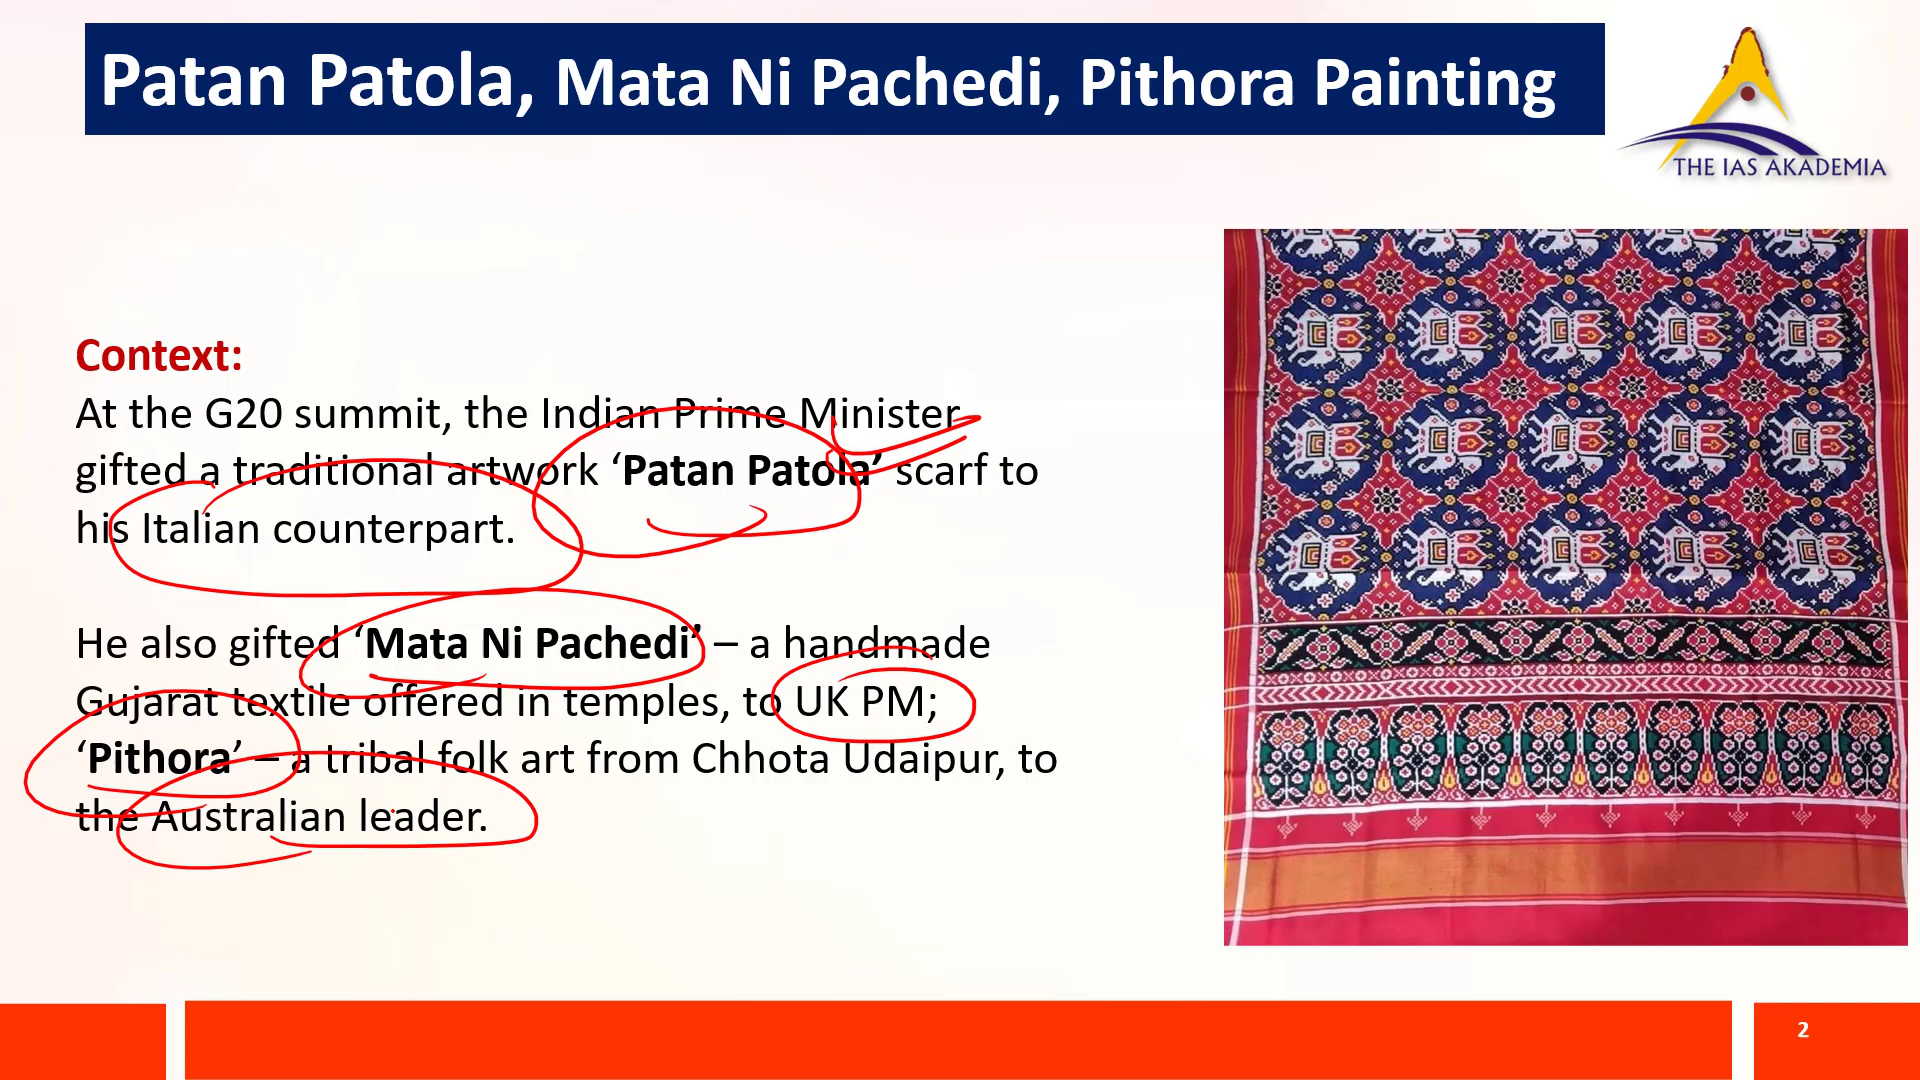 Patan Patola, Mata Ni Pachedi, Pithora Painting
THE IAS AKADEMIA
Context:
At the G20 summit, the Indian Prime Minister
gifted a traditional artwork ‘Patan Patola’ scarf to
his Italian counterpart.
He also gifted ‘Mata Ni Pachedi’ – a handmade
Gujarat textile offered in temples, to UK PM;
‘Pithora’ – a tribal folk art from Chhota Udaipur, to
the Australian leader.
2